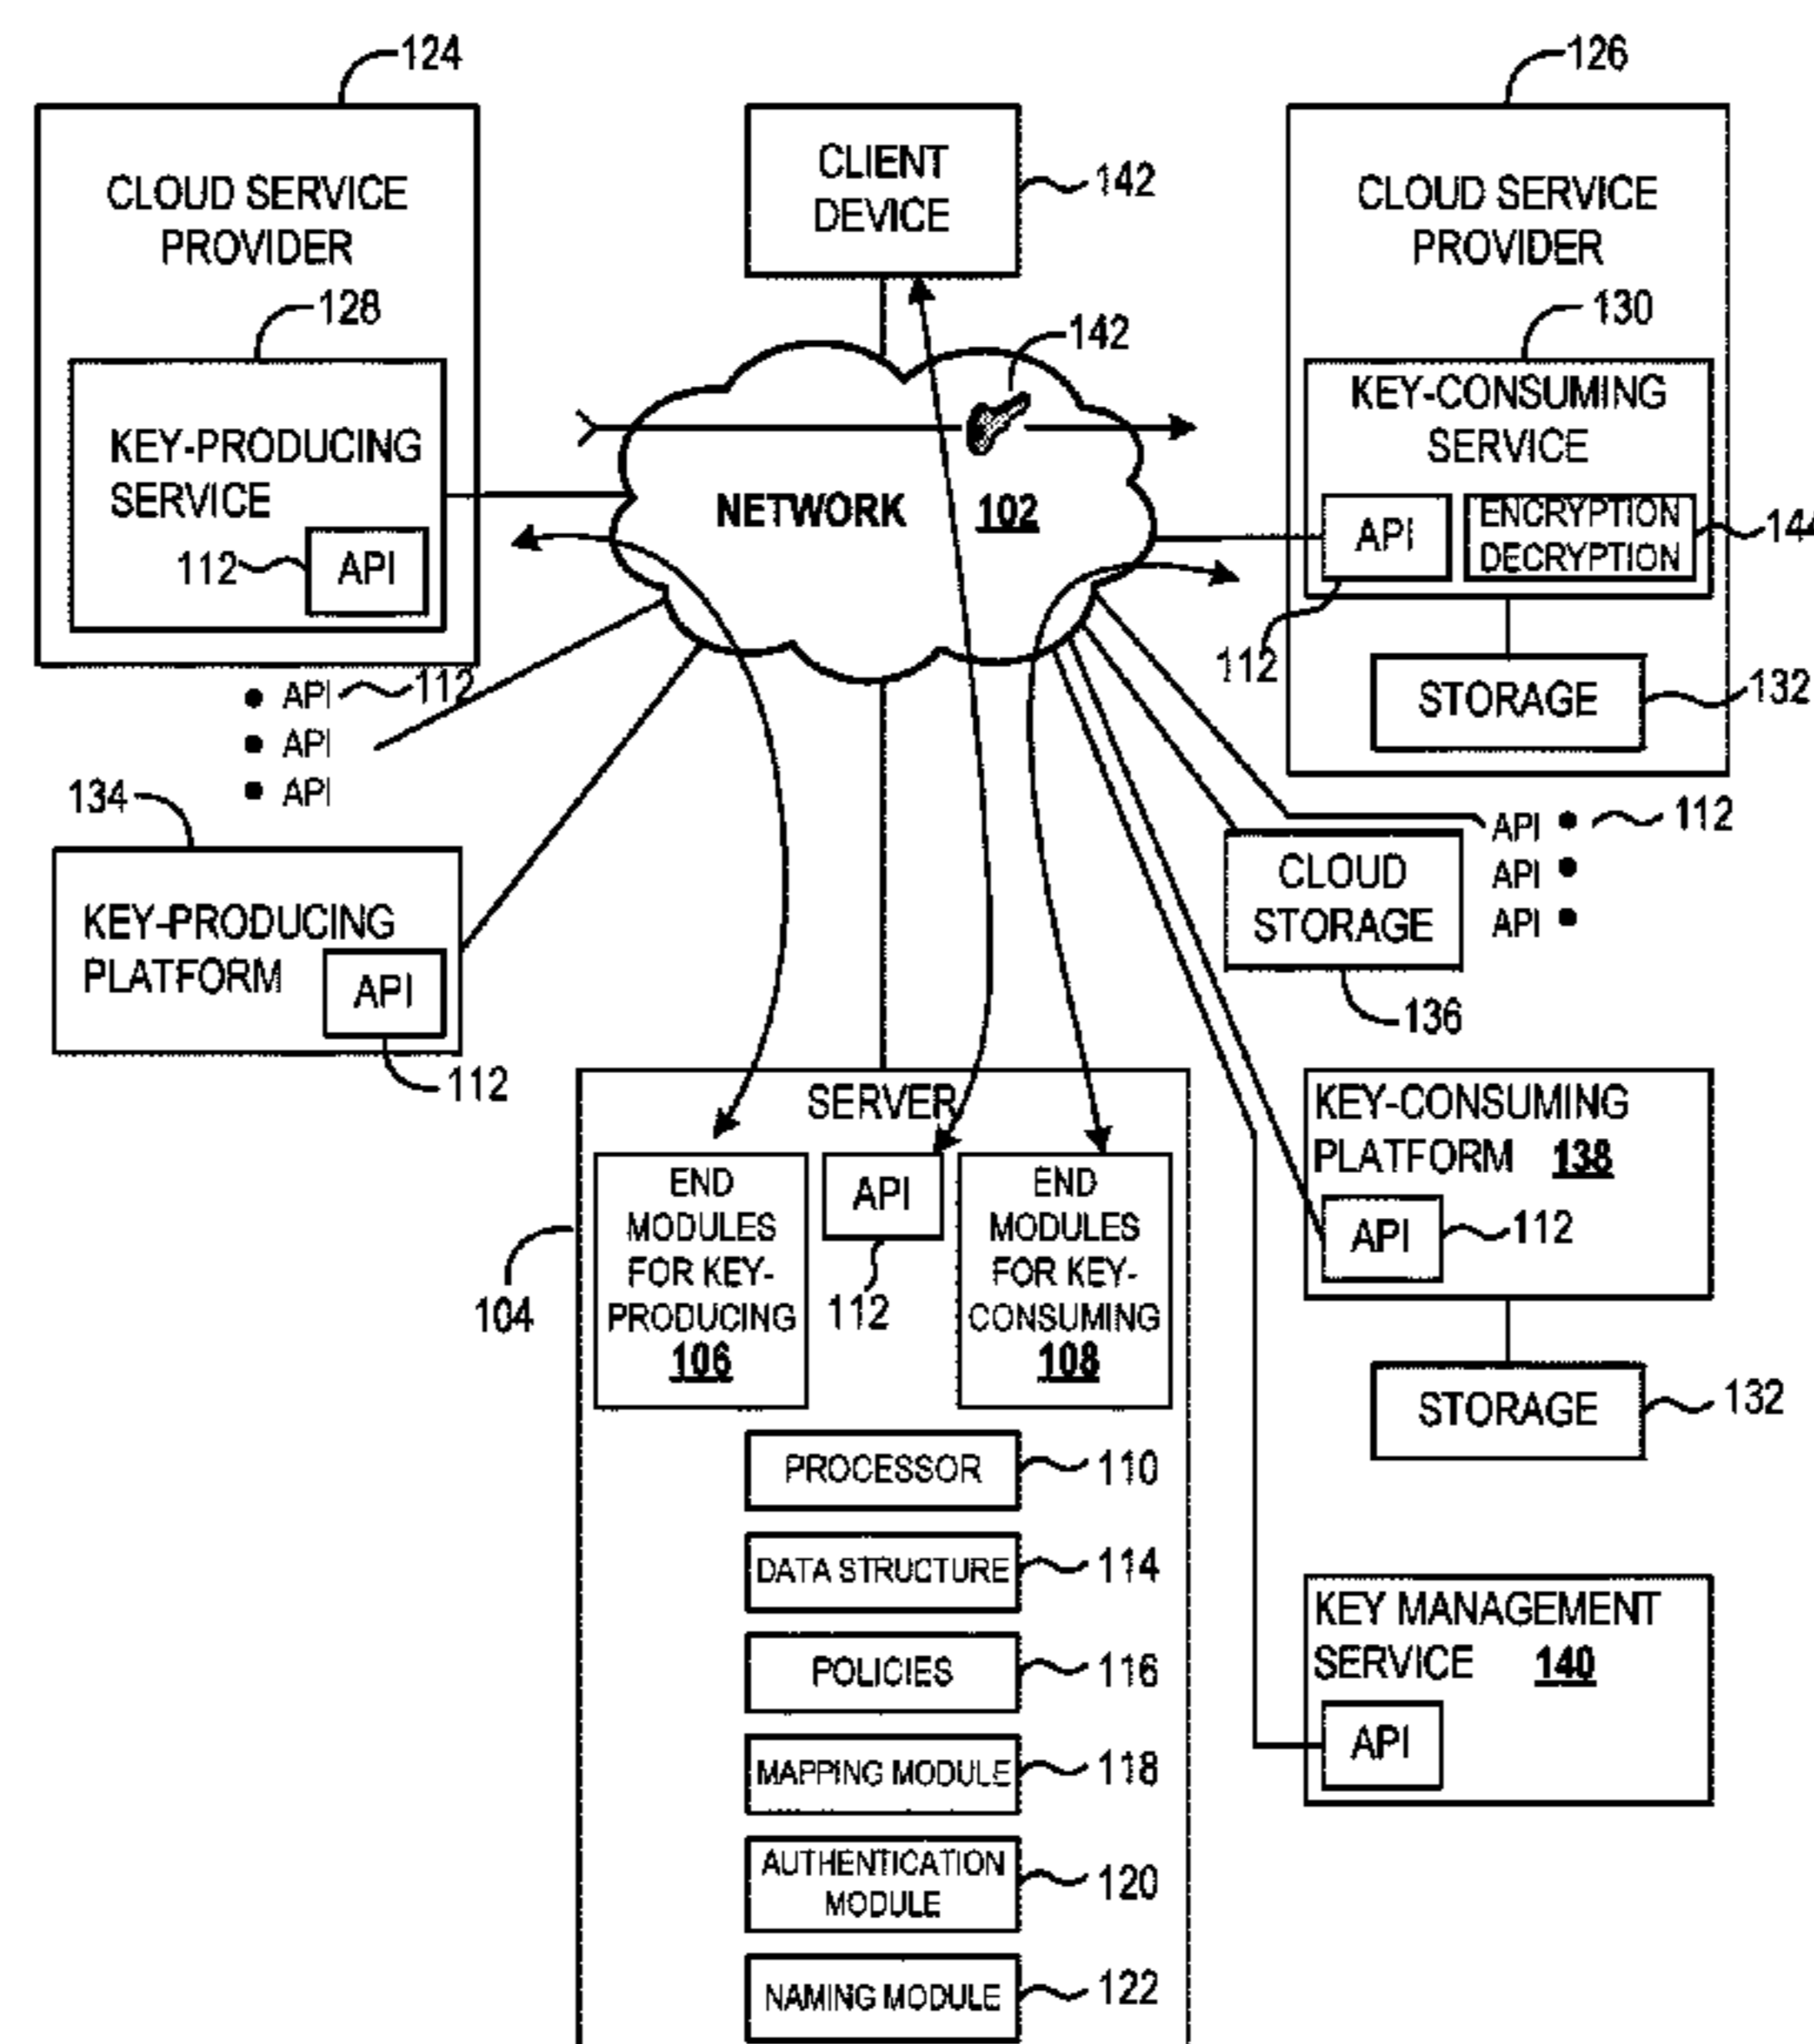 124
126
CLOUD SERVICE
PROVIDER
128
KEY-PRODUCING
SERVICE
112
API
CLIENT
DEVICE
142
142
NETWORK 102
CLOUD SERVICE
PROVIDER
130
KEY-CONSUMING
SERVICE
API
ENCRYPTION
DECRYPTION
144
112
STORAGE
132
• API
112
• API
• API
134
KEY-PRODUCING
PLATFORM
API
112
API •
112
API •
API •
CLOUD
STORAGE
136
SERVER
104
END
MODULES
FOR KEY-
PRODUCING
106
API
112
END
MODULES
FOR KEY-
CONSUMING
108
KEY-CONSUMING
PLATFORM 138
API
112
STORAGE
132
PROCESSOR
110
DATA STRUCTURE
114
POLICIES
116
MAPPING MODULE
118
AUTHENTICATION
MODULE
120
NAMING MODULE
122
KEY MANAGEMENT
SERVICE 140
API